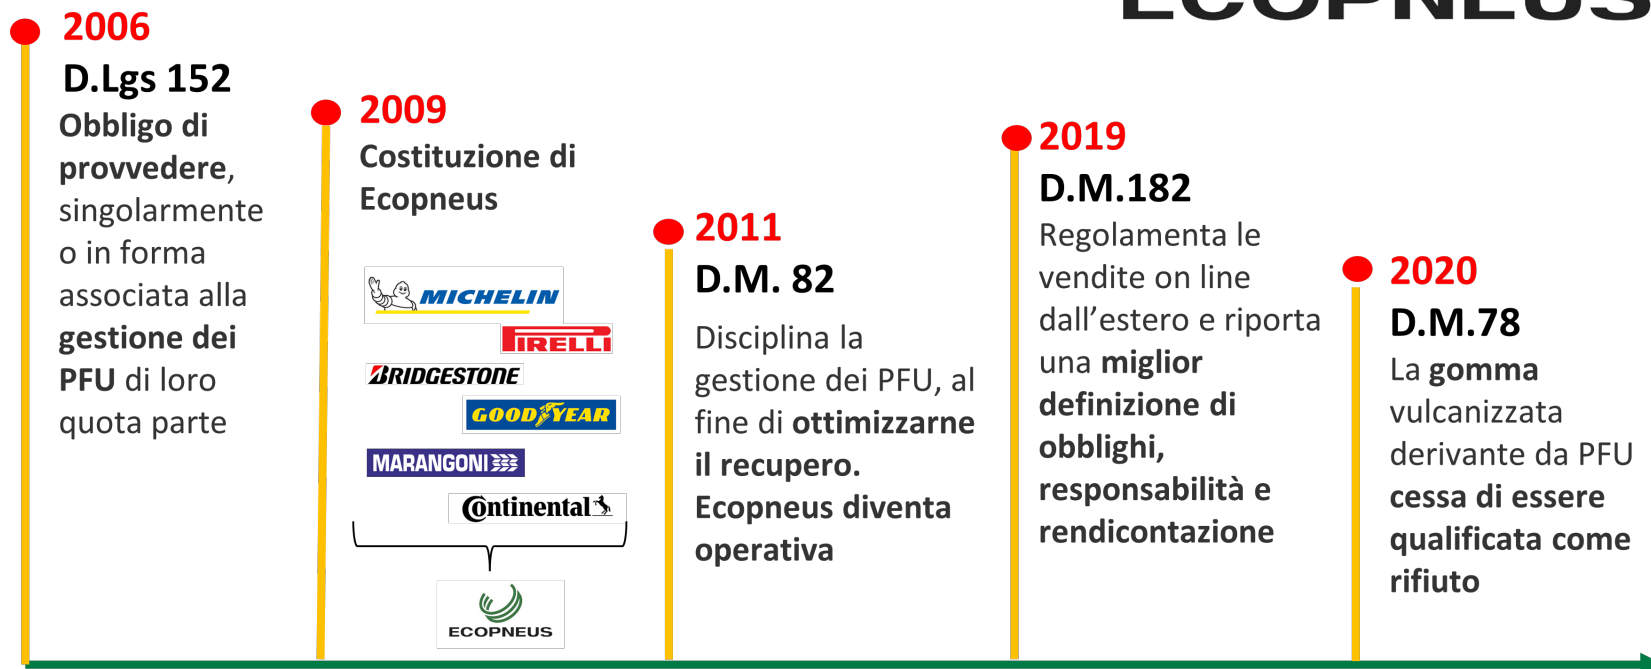 ECOPNEUS
2006
D.Lgs 152
Obbligo di
provvedere,
singolarmente
o in forma
associata alla
gestione dei
PFU di loro
quota parte
2009
Costituzione di
Ecopneus
MICHELIN
PIRELLI
BRIDGESTONE
GOODYEAR
MARANGONI
Continental
ECOPNEUS
2011
D.M. 82
Disciplina la
gestione dei PFU, al
fine di ottimizzarne
il recupero.
Ecopneus diventa
operativa
2019
D.M.182
Regolamenta le
vendite on line
dall’estero e riporta
una miglior
definizione di
obblighi,
responsabilità e
rendicontazione
2020
D.M.78
La gomma
vulcanizzata
derivante da PFU
cessa di essere
qualificata come
rifiuto